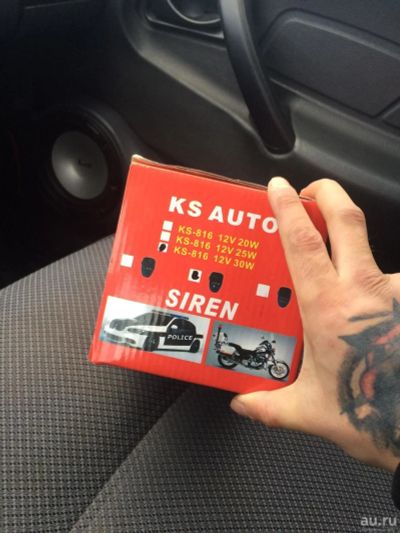 KS AUTO
KS-816 12V 20W
KS-816 12V 25W
KS-816 12V 30W
SIREN
POLICE
au.ru